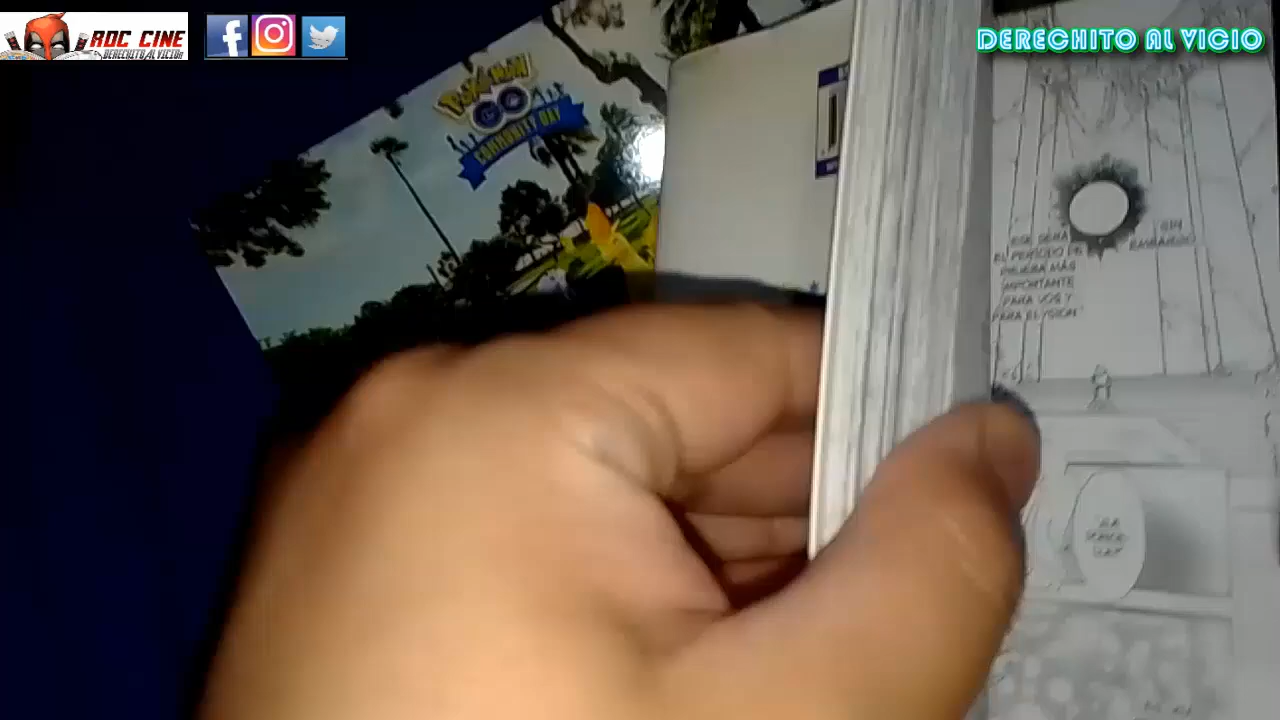 RDC CINE
DERECHITO AL VICIO
DERECHITO AL VICIO
POKÉMON
GO
COMMUNITY DAY
ESE SERÁ
EL PERÍODO DE
PRUEBA MÁS
IMPORTANTE
PARA VOS Y
PARA EL YGION.
SIN
EMBARGO